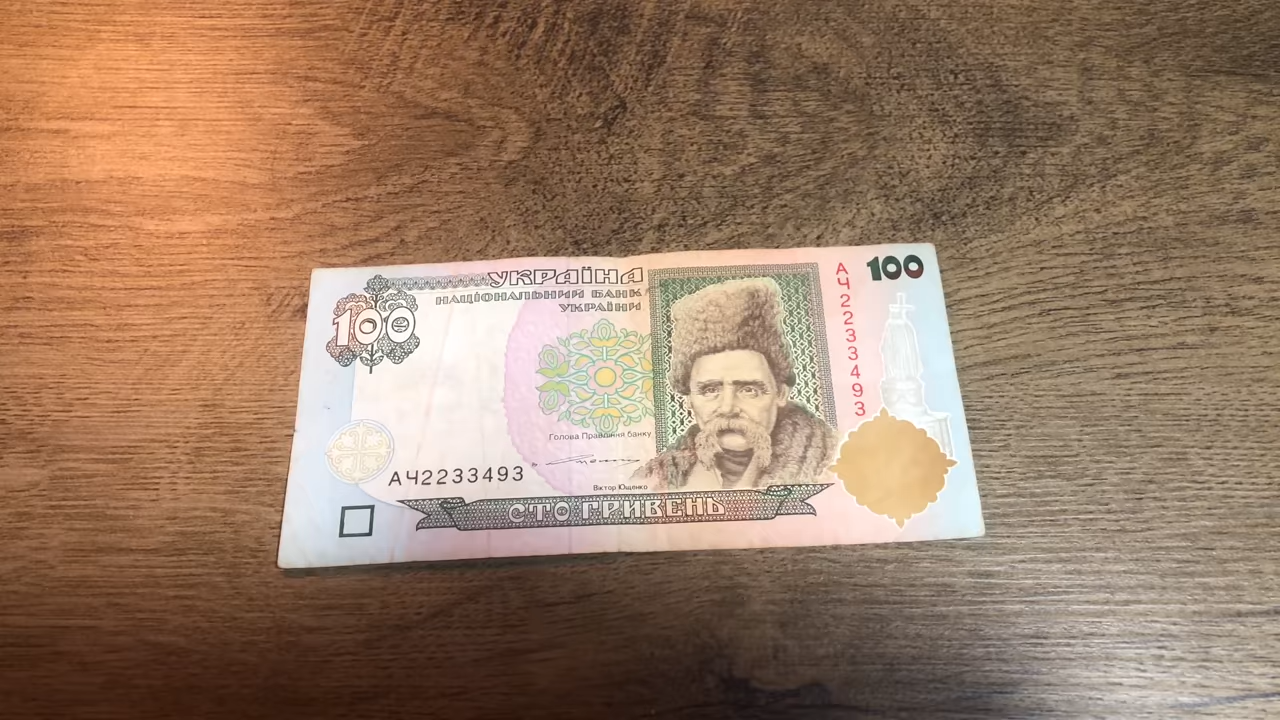 УКРАЇНА
НАЦІОНАЛЬНИЙ БАНК
УКРАЇНИ
100
100
АЧ2233493
Голова Правління банку
АЧ2233493
Віктор Ющенко
СТО ГРИВЕНЬ